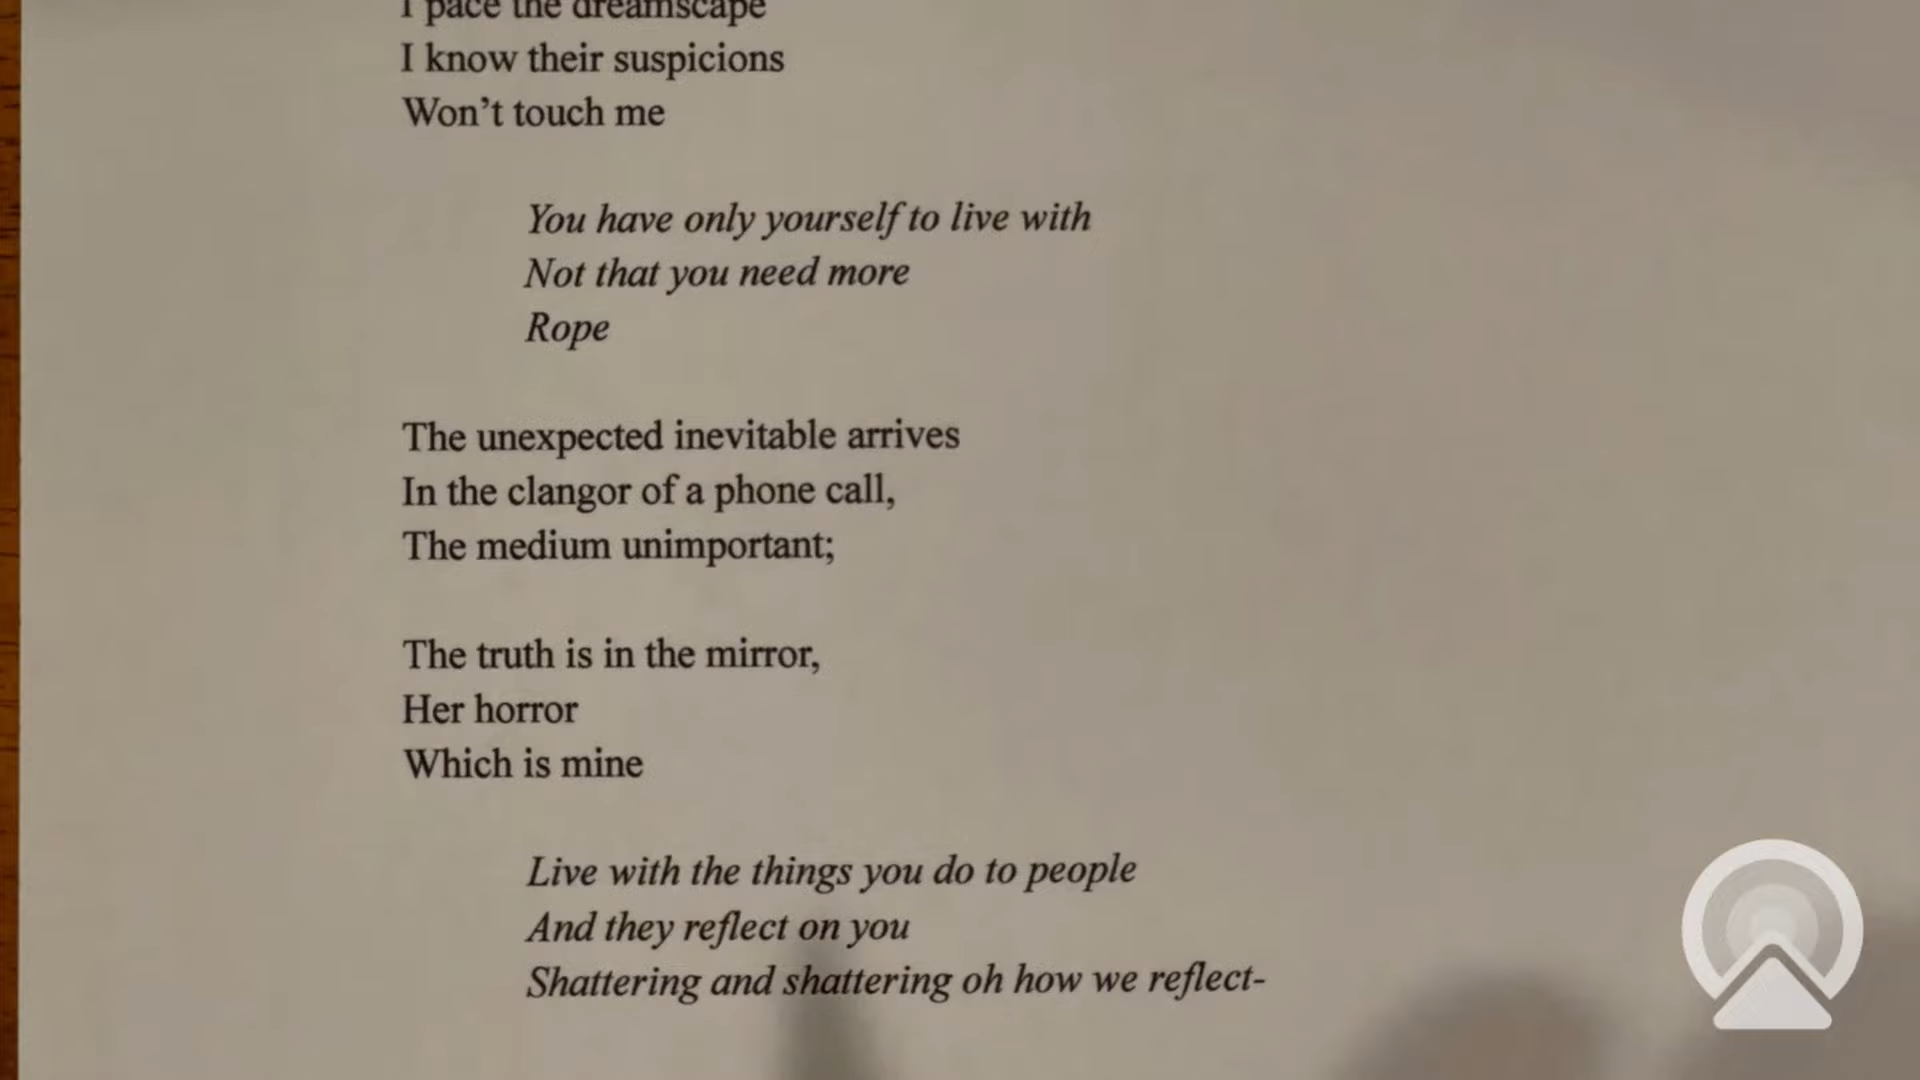 I pace the dreamscape
I know their suspicions
Won’t touch me
You have only yourself to live with
Not that you need more
Rope
The unexpected inevitable arrives
In the clangor of a phone call,
The medium unimportant;
The truth is in the mirror,
Her horror
Which is mine
Live with the things you do to people
And they reflect on you
Shattering and shattering oh how we reflect-